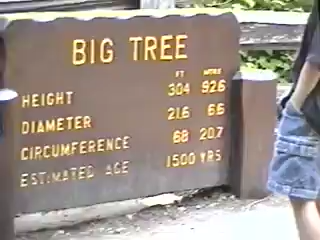 BIG TREE
FT METRE
HEIGHT 304 92.6
DIAMETER 21.6 6.6
CIRCUMFERENCE 68 20.7
ESTIMATED AGE 1500 YRS